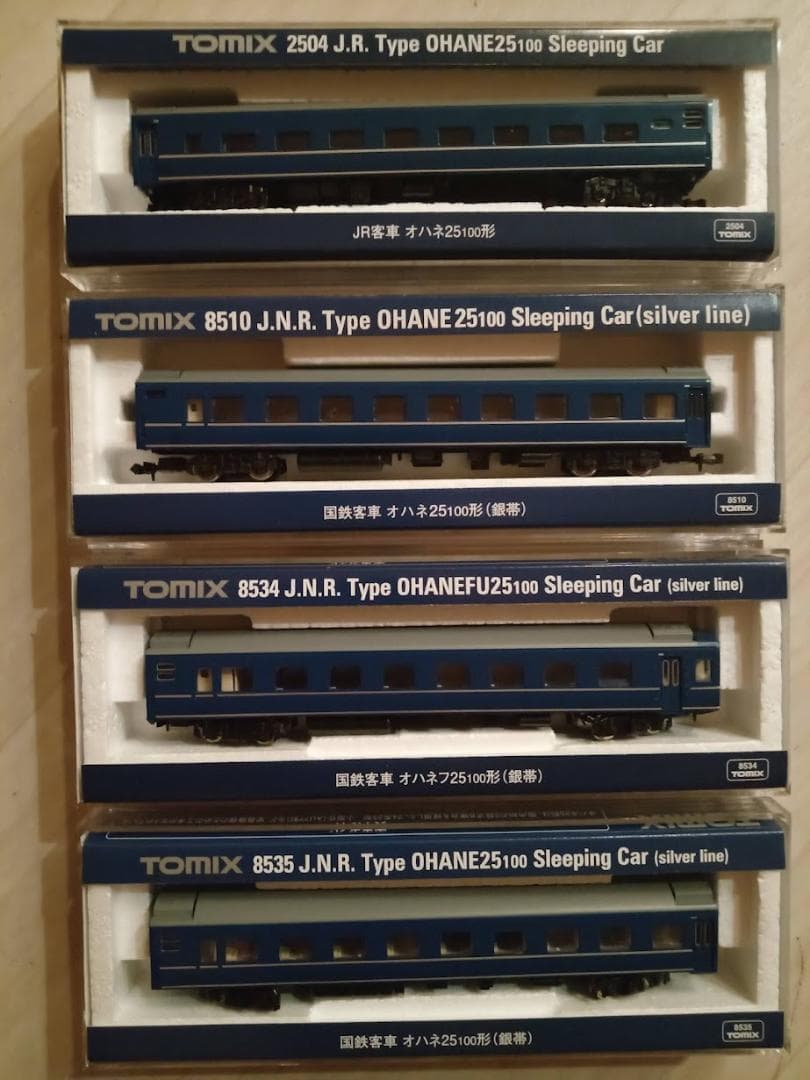 TOMIX 2504 J.R. Type OHANE25100 Sleeping Car
JR客車 オハネ25100形
2504
TOMIX
TOMIX 8510 J.N.R. Type OHANE25100 Sleeping Car(silver line)
国鉄客車 オハネ25100形(銀帯)
8510
TOMIX
TOMIX 8534 J.N.R. Type OHANEFU25100 Sleeping Car (silver line)
国鉄客車 オハネフ25100形(銀帯)
8534
TOMIX
TOMIX
TOMIX 8535 J.N.R. Type OHANE25100 Sleeping Car (silver line)
国鉄客車 オハネ25100形(銀帯)
8535
TOMIX